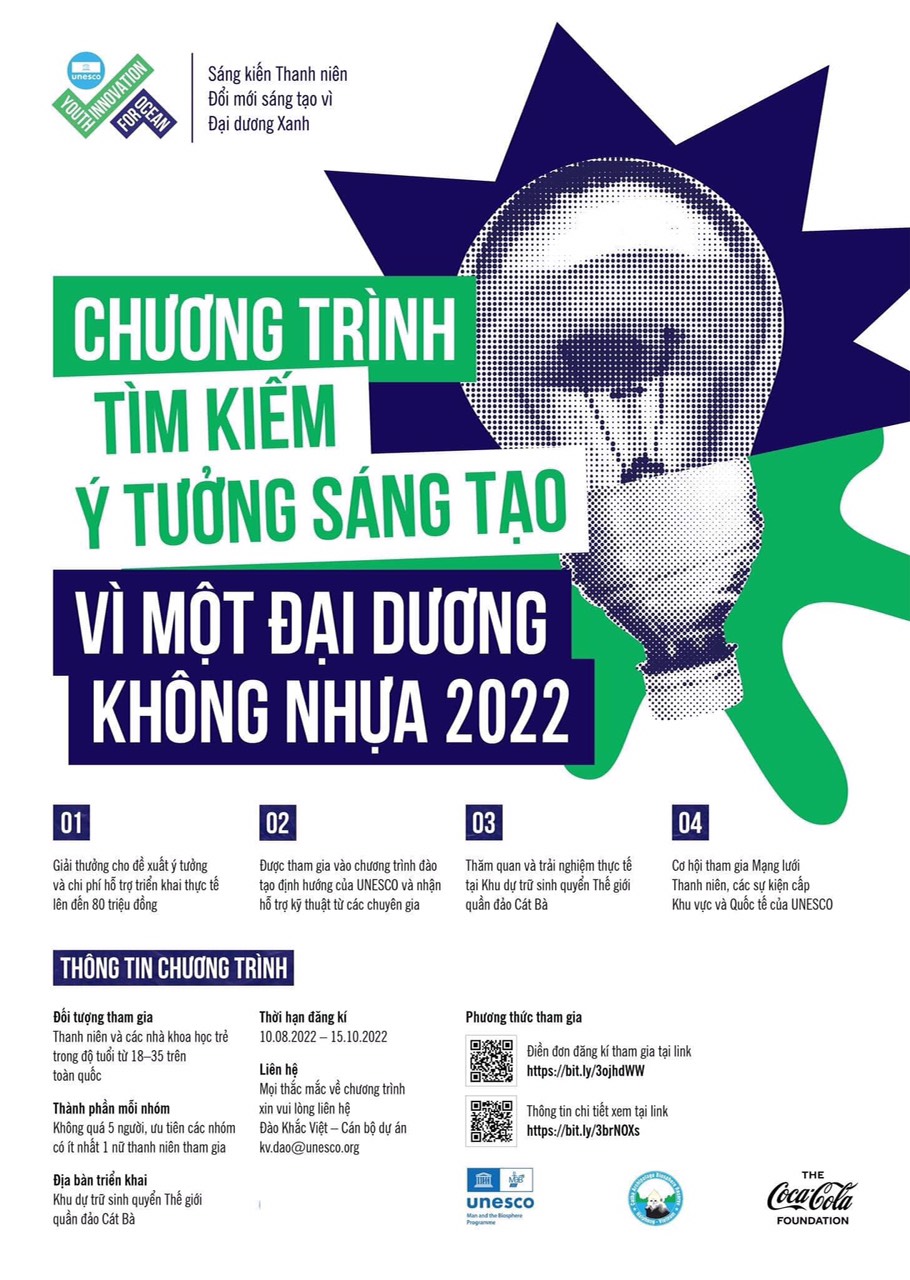 unesco
YOUTH INNOVATION
FOR OCEAN
Sáng kiến Thanh niên
Đổi mới sáng tạo vì
Đại dương Xanh
CHƯƠNG TRÌNH
TÌM KIẾM
Ý TƯỞNG SÁNG TẠO
VÌ MỘT ĐẠI DƯƠNG
KHÔNG NHỰA 2022
01
Giải thưởng cho đề xuất ý tưởng
và chi phí hỗ trợ triển khai thực tế
lên đến 80 triệu đồng
02
Được tham gia vào chương trình đào
tạo định hướng của UNESCO và nhận
hỗ trợ kỹ thuật từ các chuyên gia
03
Thăm quan và trải nghiệm thực tế
tại Khu dự trữ sinh quyển Thế giới
quần đảo Cát Bà
04
Cơ hội tham gia Mạng lưới
Thanh niên, các sự kiện cấp
Khu vực và Quốc tế của UNESCO
THÔNG TIN CHƯƠNG TRÌNH
Đối tượng tham gia
Thanh niên và các nhà khoa học trẻ
trong độ tuổi từ 18–35 trên
toàn quốc
Thành phần mỗi nhóm
Không quá 5 người, ưu tiên các nhóm
có ít nhất 1 nữ thanh niên tham gia
Địa bàn triển khai
Khu dự trữ sinh quyển Thế giới
quần đảo Cát Bà
Thời hạn đăng kí
10.08.2022 – 15.10.2022
Liên hệ
Mọi thắc mắc về chương trình
xin vui lòng liên hệ
Đào Khắc Việt – Cán bộ dự án
kv.dao@unesco.org
Phương thức tham gia
Điền đơn đăng kí tham gia tại link
https://bit.ly/3ojhdWW
Thông tin chi tiết xem tại link
https://bit.ly/3brNOXs
unesco
Man and the Biosphere
Programme
THE
Coca-Cola
FOUNDATION